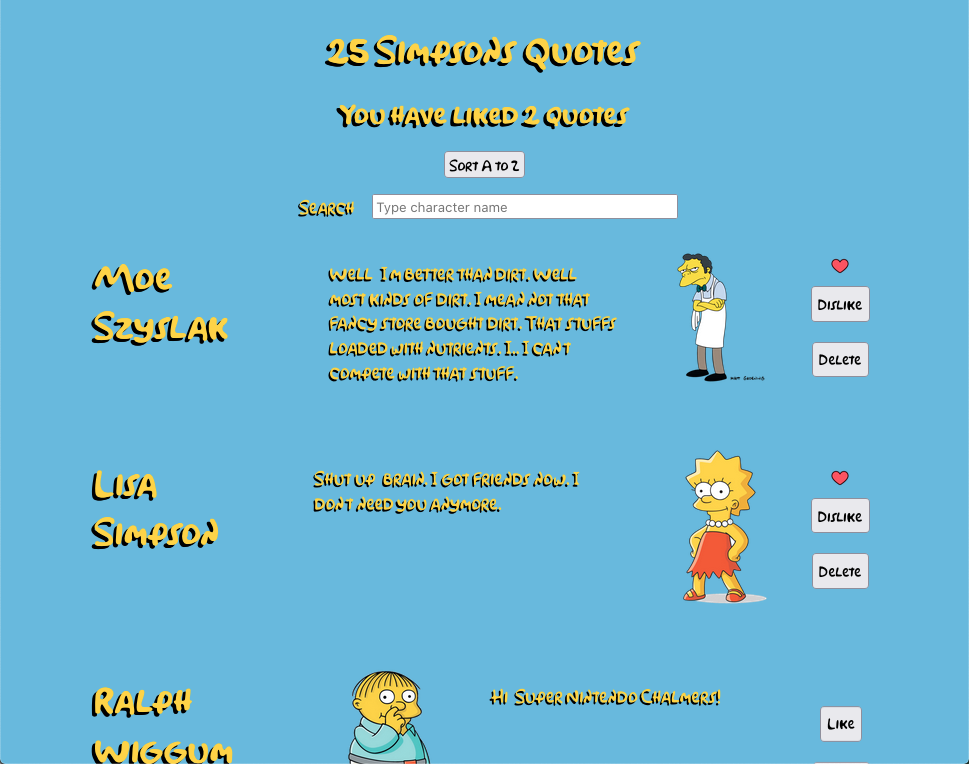 25 Simpsons Quotes
You have liked 2 quotes
Sort A to Z
Search Type character name
Moe
Szyslak
Well I m better than dirt. Well
most kinds of dirt. I mean not that
fancy store bought dirt. That stuffs
loaded with nutrients. I.. I can't
compete with that stuff.
Dislike
Delete
Lisa
Simpson
Shut up brain. I got friends now. I
don't need you anymore.
Dislike
Delete
Ralph
Wiggum
Hi Super Nintendo Chalmers!
Like